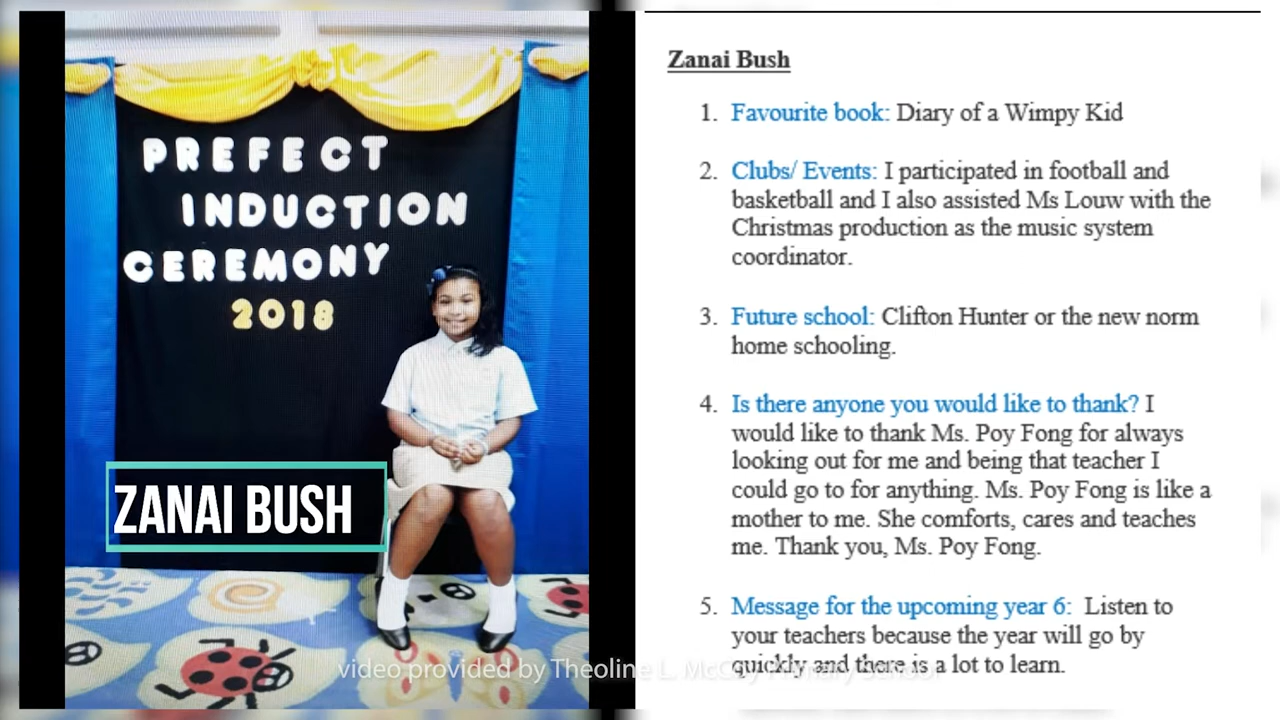 PREFECT
INDUCTION
CEREMONY
2018
ZANAI BUSH
Zanai Bush
1. Favourite book: Diary of a Wimpy Kid
2. Clubs/ Events: I participated in football and
basketball and I also assisted Ms Louw with the
Christmas production as the music system
coordinator.
3. Future school: Clifton Hunter or the new norm
home schooling.
4. Is there anyone you would like to thank? I
would like to thank Ms. Poy Fong for always
looking out for me and being that teacher I
could go to for anything. Ms. Poy Fong is like a
mother to me. She comforts, cares and teaches
me. Thank you, Ms. Poy Fong.
5. Message for the upcoming year 6: Listen to
your teachers because the year will go by
quickly and there is a lot to learn.
video provided by Theoline L. McCoy Primary School